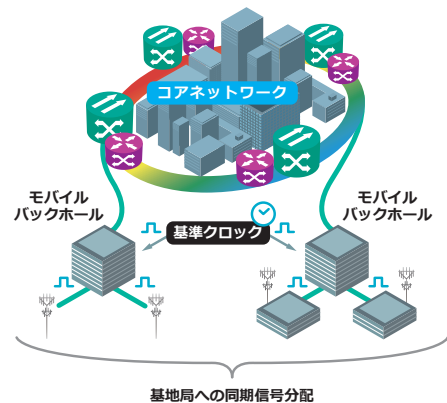 コアネットワーク
モバイル
バックホール
モバイル
バックホール
基準クロック
基地局への同期信号分配